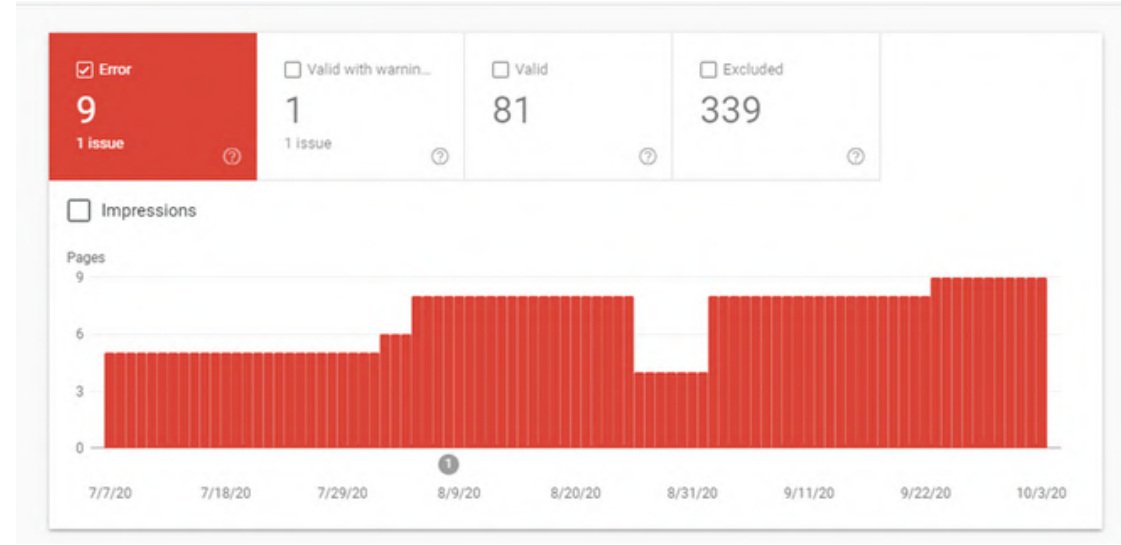 Error
9
1 issue
Valid with warnin...
1
1 issue
Valid
81
Excluded
339
Impressions
Pages
9
6
3
0
1
7/7/20 7/18/20 7/29/20 8/9/20 8/20/20 8/31/20 9/11/20 9/22/20 10/3/20